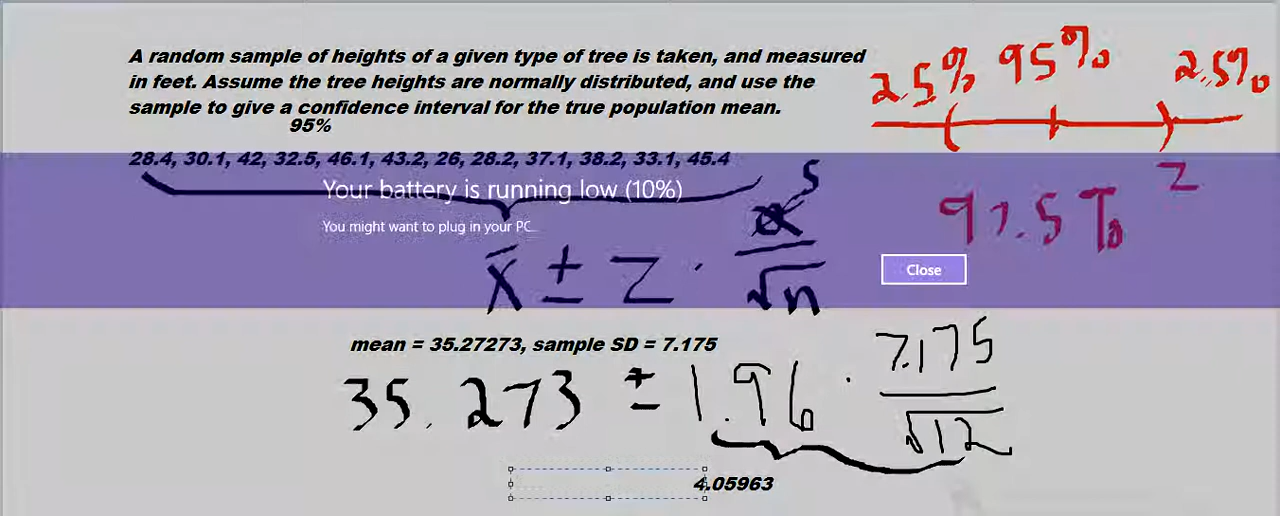 A random sample of heights of a given type of tree is taken, and measured
in feet. Assume the tree heights are normally distributed, and use the
sample to give a confidence interval for the true population mean.
95%
2.5% 95% 2.5%
28.4, 30.1, 42, 32.5, 46.1, 43.2, 26, 28.2, 37.1, 38.2, 33.1, 45.4
Your battery is running low (10%)
You might want to plug in your PC.
Close
Z
97.5%
S
x̄ ± Z · σ/√n
mean = 35.27273, sample SD = 7.175
35.273 ± 1.96 · 7.175/√12
4.05963